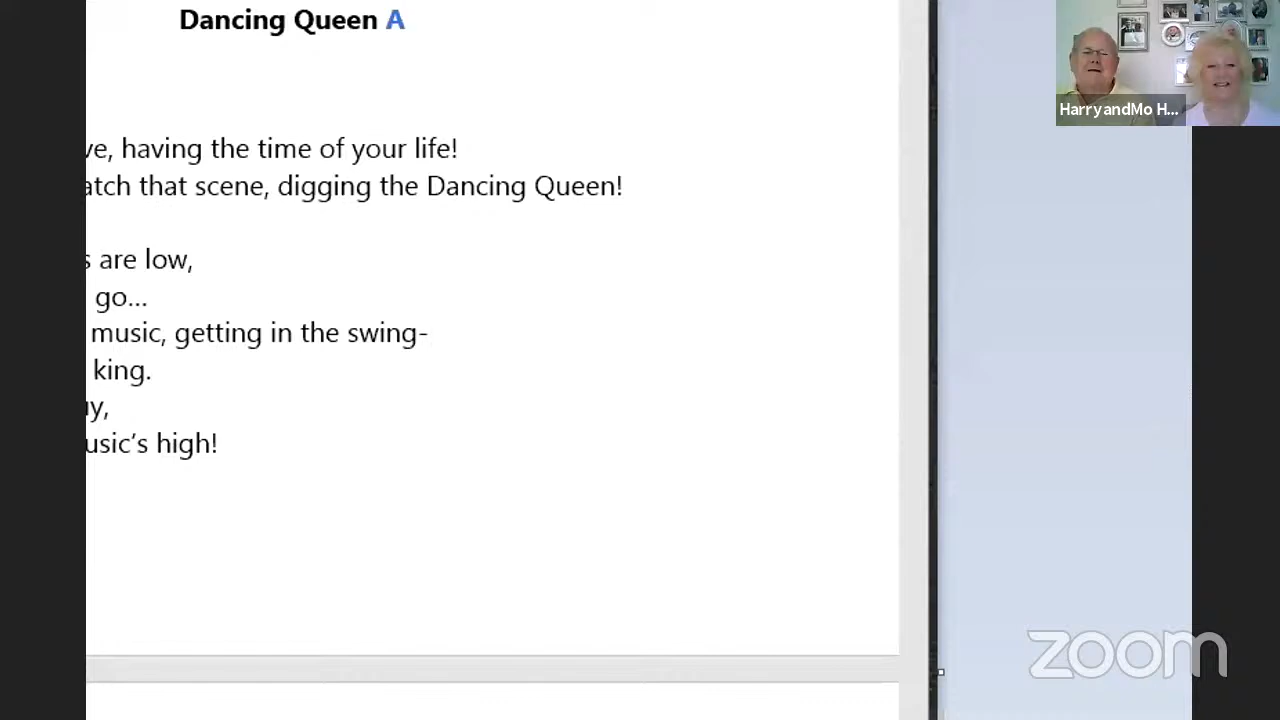 Dancing Queen A
HarryandMo H...
ve, having the time of your life!
atch that scene, digging the Dancing Queen!
s are low,
go...
music, getting in the swing-
king.
ay,
usic's high!
zoom